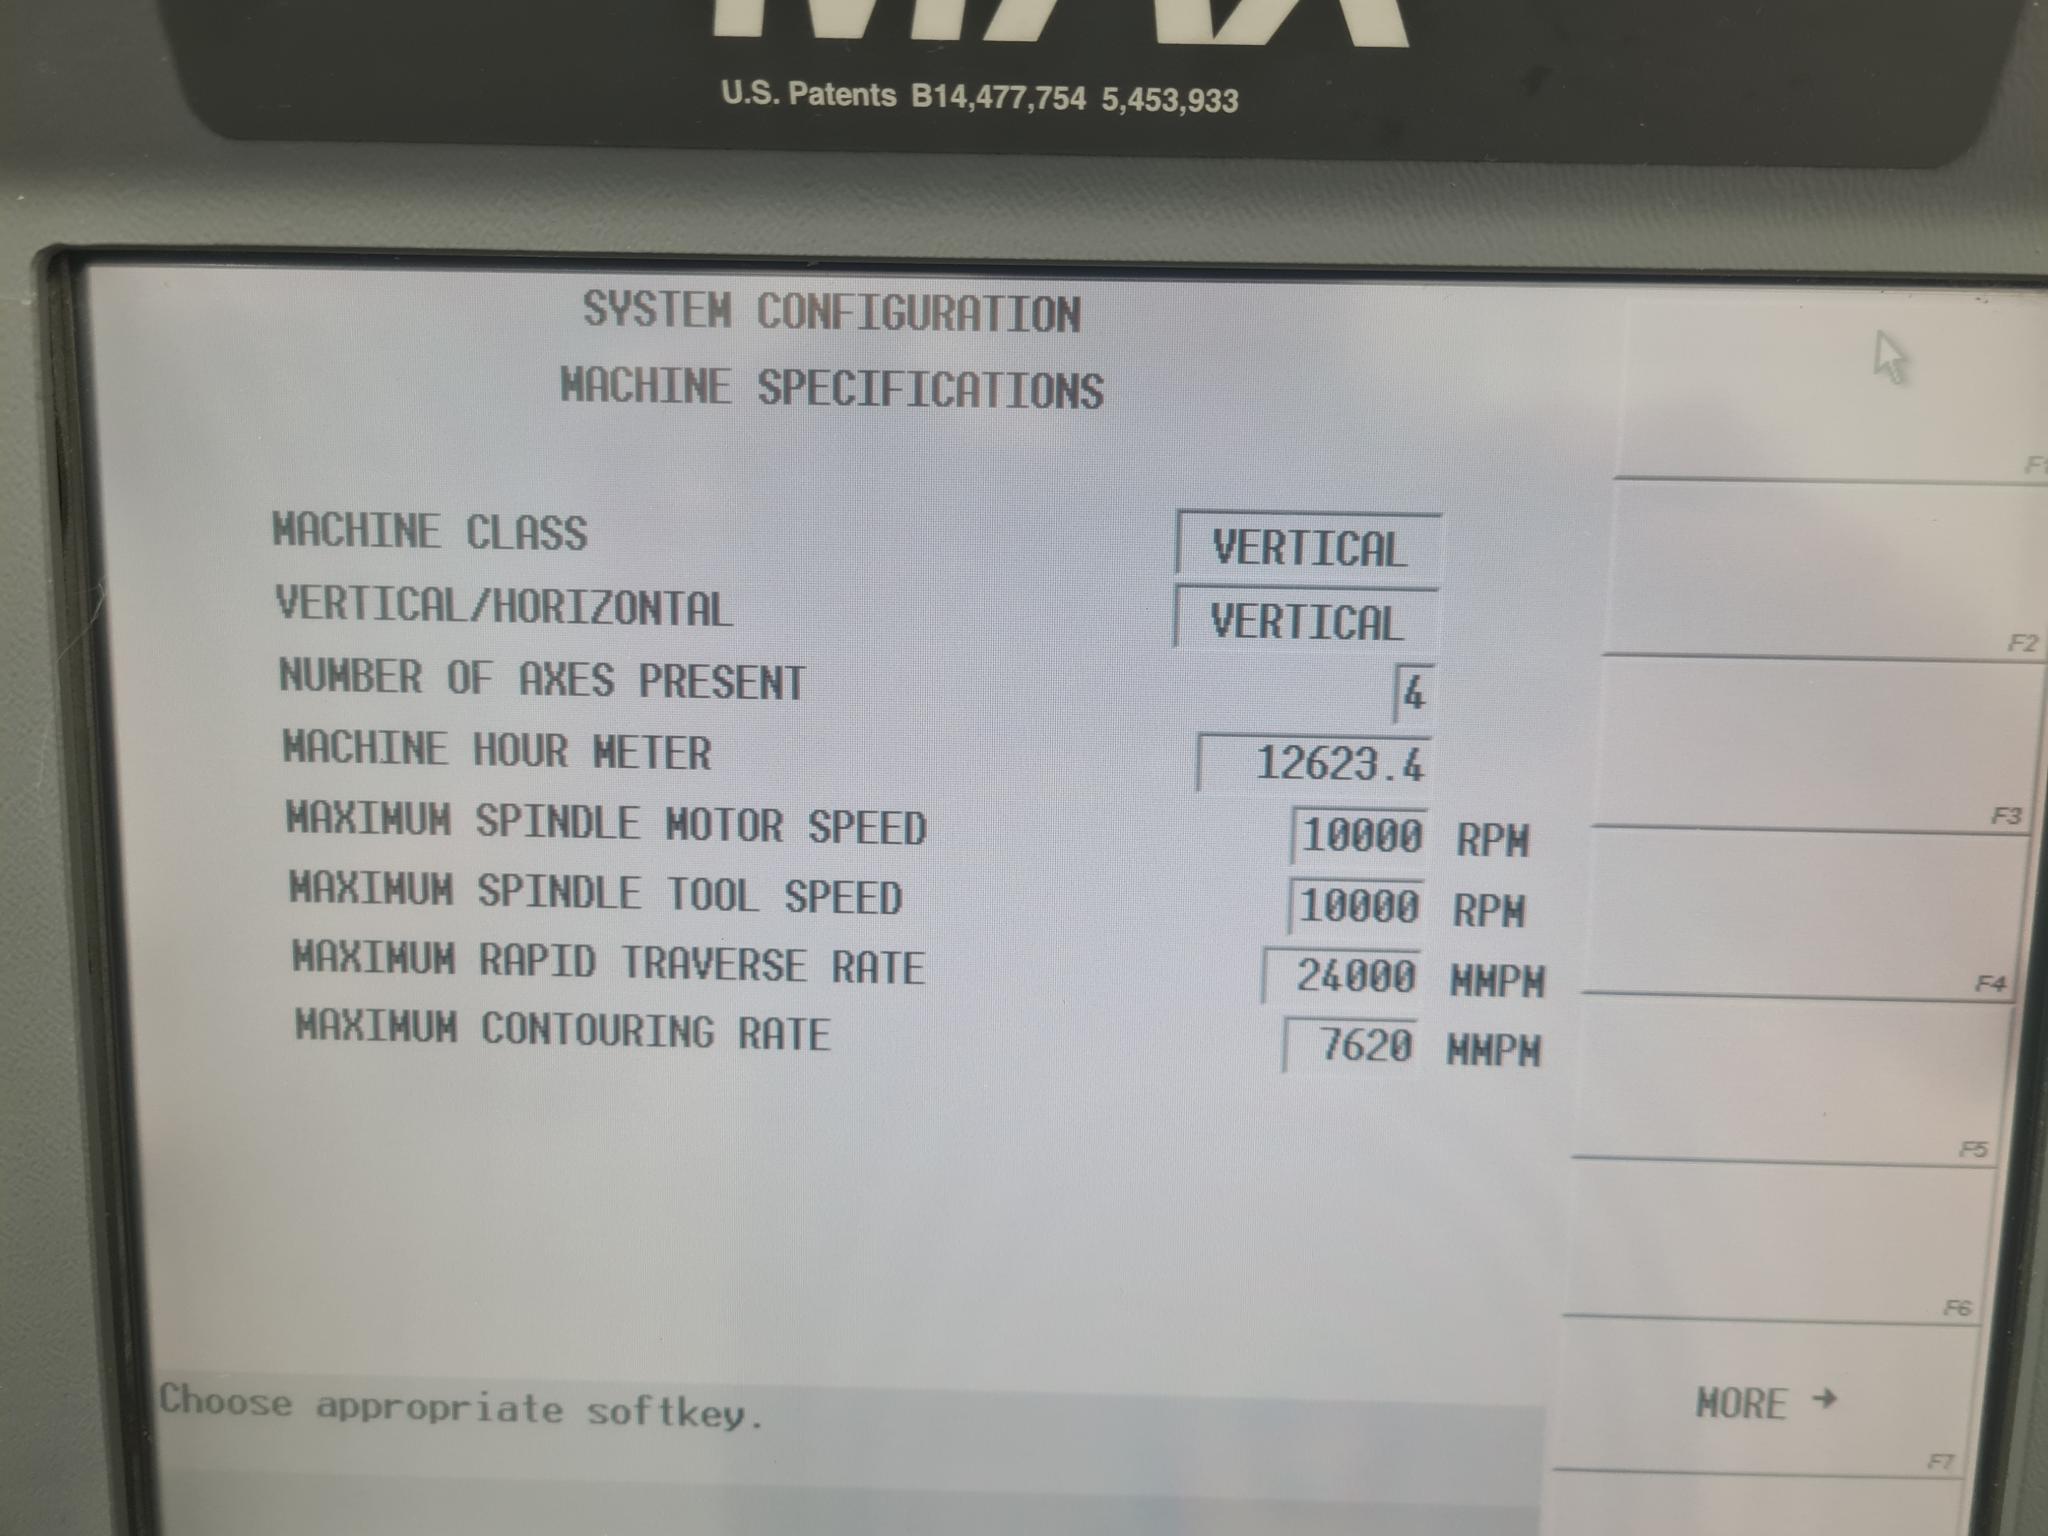 MAX
U.S. Patents B14,477,754 5,453,933
SYSTEM CONFIGURATION
MACHINE SPECIFICATIONS
MACHINE CLASS VERTICAL
VERTICAL/HORIZONTAL VERTICAL
NUMBER OF AXES PRESENT 4
MACHINE HOUR METER 12623.4
MAXIMUM SPINDLE MOTOR SPEED 10000 RPM
MAXIMUM SPINDLE TOOL SPEED 10000 RPM
MAXIMUM RAPID TRAVERSE RATE 24000 MMPM
MAXIMUM CONTOURING RATE 7620 MMPM
Choose appropriate softkey.
F1
F2
F3
F4
F5
F6
MORE →
F7